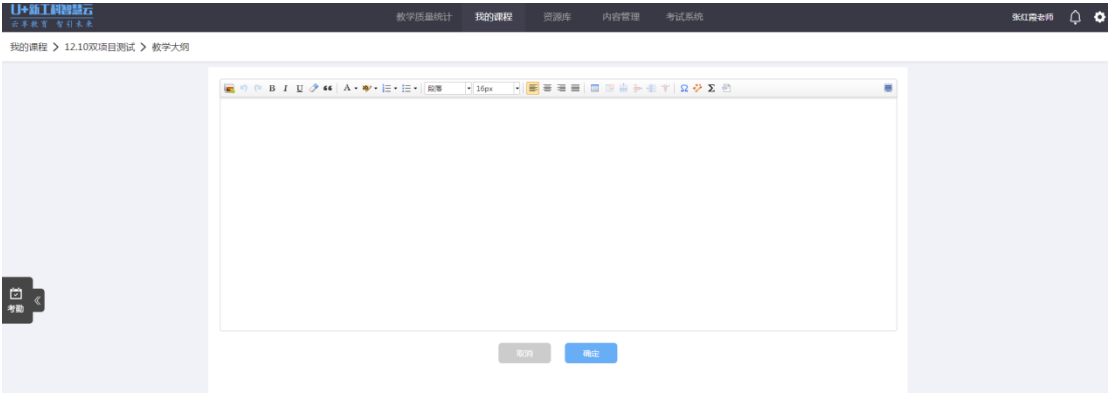 U+新工科智慧云
云享教育 智引未来
教学质量统计 我的课程 资源库 内容管理 考试系统
张红霞老师
我的课程 > 12.10双项目测试 > 教学大纲
B I U A 段落 16px Ω Σ
考勤
取消 确定